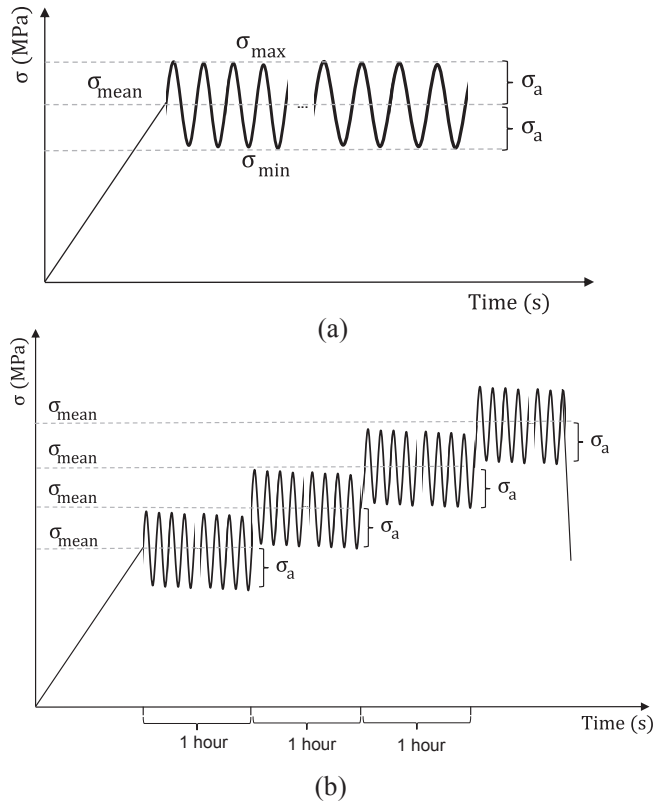 σ (MPa)
σmax
σmean
σa
...
σa
σmin
Time (s)
(a)
σ (MPa)
σmean
σa
σmean
σa
σmean
σa
σmean
σa
Time (s)
1 hour 1 hour 1 hour
(b)